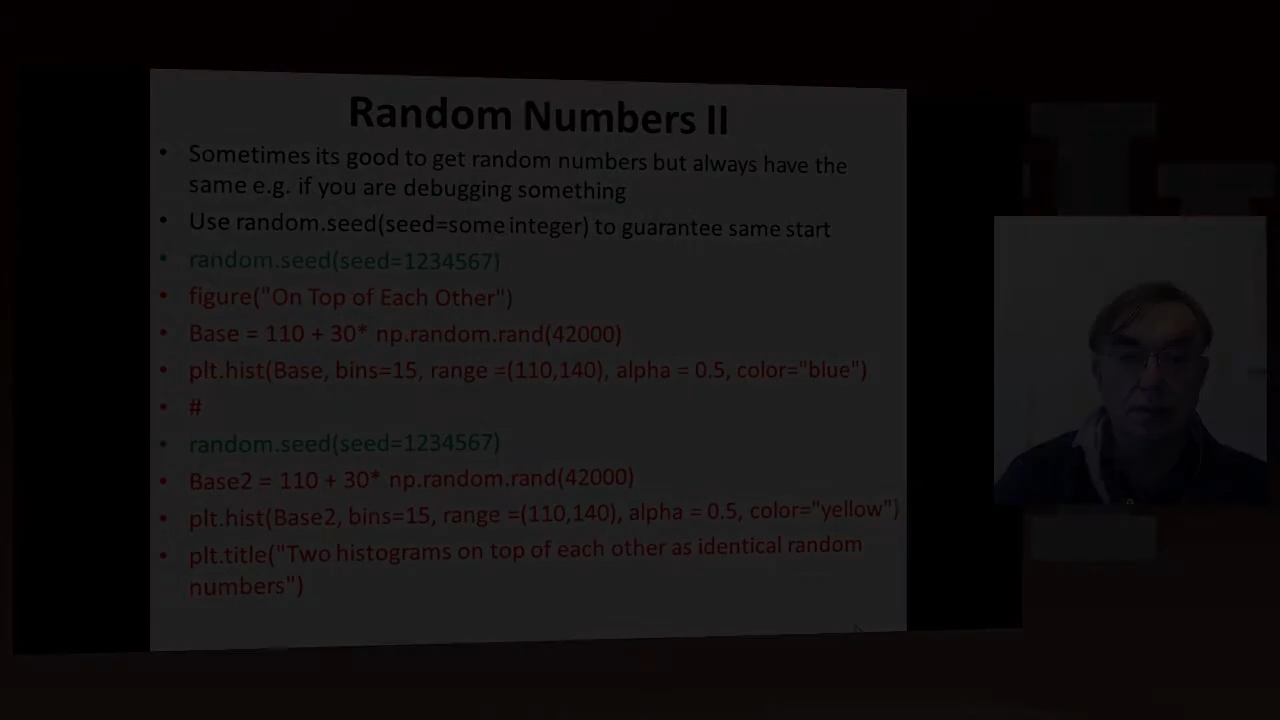 Random Numbers II
• Sometimes its good to get random numbers but always have the
same e.g. if you are debugging something
• Use random.seed(seed=some integer) to guarantee same start
• random.seed(seed=1234567)
• figure("On Top of Each Other")
• Base = 110 + 30* np.random.rand(42000)
• plt.hist(Base, bins=15, range =(110,140), alpha = 0.5, color="blue")
• #
• random.seed(seed=1234567)
• Base2 = 110 + 30* np.random.rand(42000)
• plt.hist(Base2, bins=15, range =(110,140), alpha = 0.5, color="yellow")
• plt.title("Two histograms on top of each other as identical random
numbers")